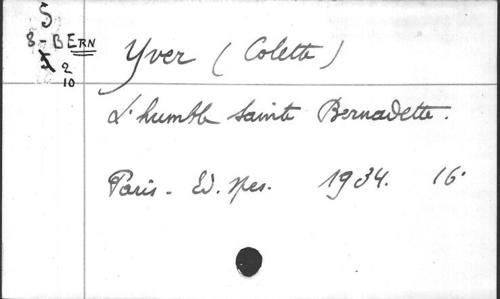 S
8-BERN
2
10
Yver (Colette)
L'humble Sainte Bernadette.
Paris - Ed. Spes. 1934. 16°